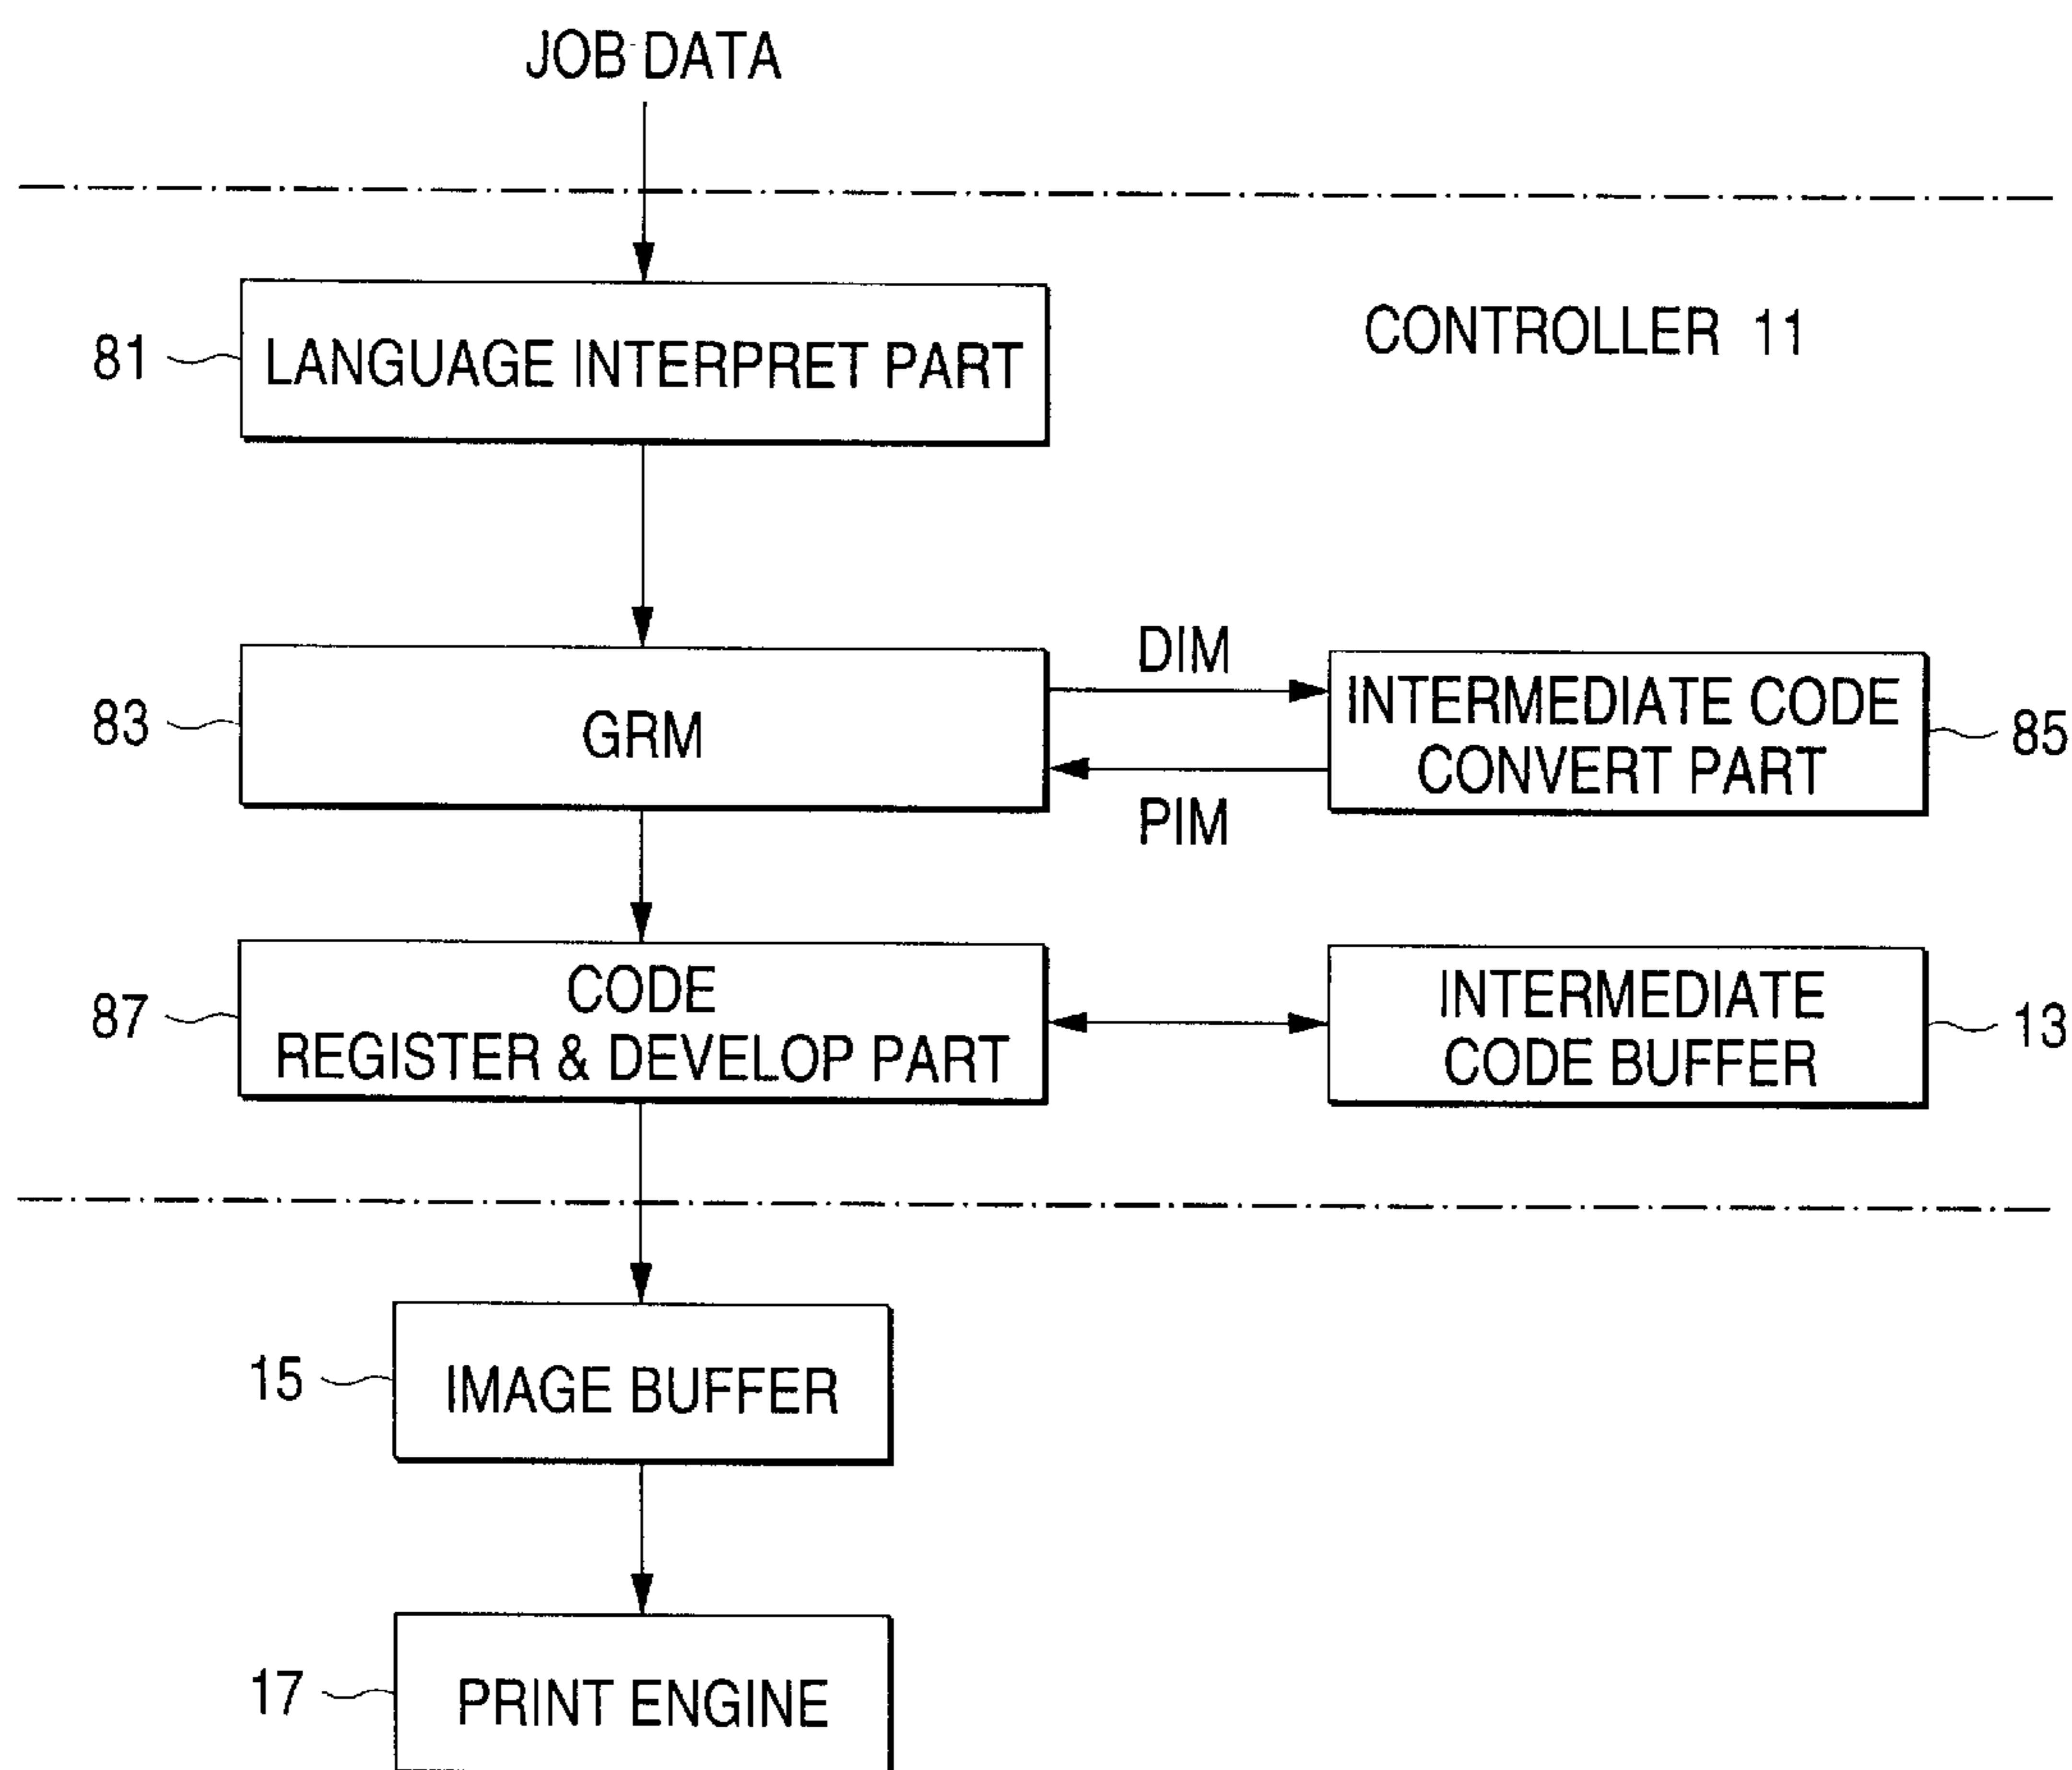 JOB DATA
CONTROLLER 11
81
LANGUAGE INTERPRET PART
83
GRM
DIM
PIM
INTERMEDIATE CODE
CONVERT PART
85
87
CODE
REGISTER & DEVELOP PART
INTERMEDIATE
CODE BUFFER
13
15
IMAGE BUFFER
17
PRINT ENGINE